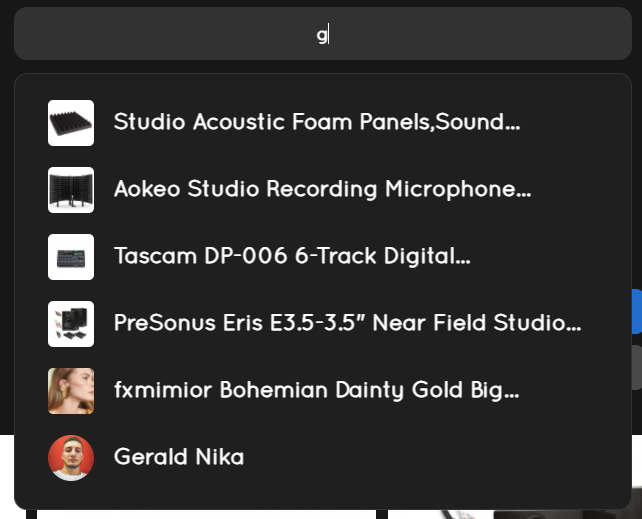 g
Studio Acoustic Foam Panels,Sound...
Aokeo Studio Recording Microphone...
Tascam DP-006 6-Track Digital...
PreSonus Eris E3.5-3.5" Near Field Studio...
fxmimior Bohemian Dainty Gold Big...
Gerald Nika